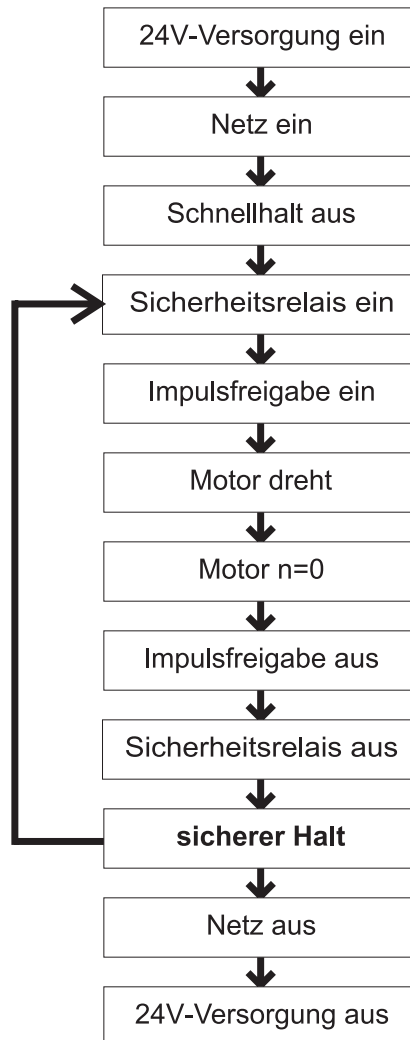 24V-Versorgung ein
Netz ein
Schnellhalt aus
Sicherheitsrelais ein
Impulsfreigabe ein
Motor dreht
Motor n=0
Impulsfreigabe aus
Sicherheitsrelais aus
sicherer Halt
Netz aus
24V-Versorgung aus